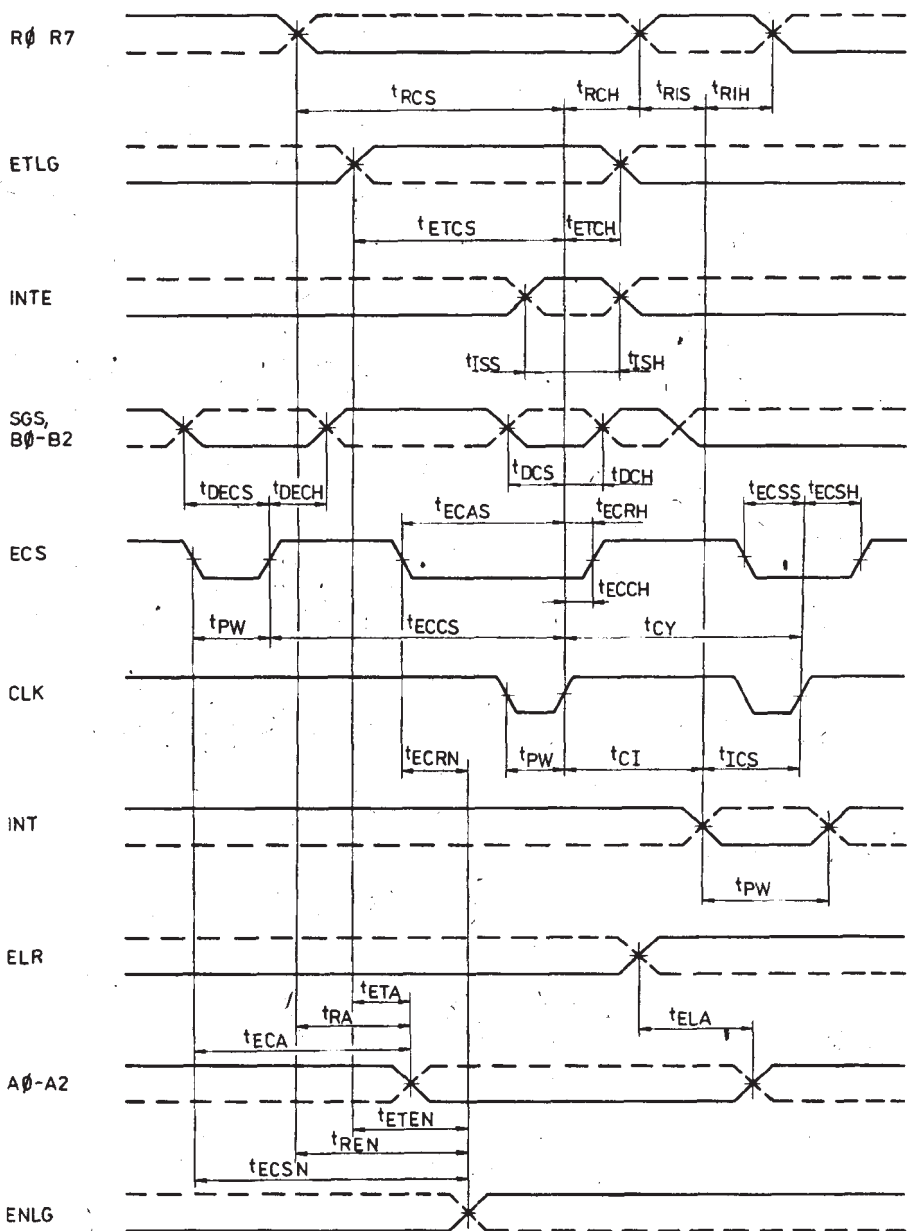 RØ R7
tRCS tRCH tRIS tRIH
ETLG
tETCS tETCH
INTE
tISS tISH
SGS,
BØ-B2
tDCS tDCH
tDECS tDECH tECAS tECRH tECSS tECSH
ECS
tECCH
tPW tECCS tCY
CLK
tECRN tPW tCI tICS
INT
tPW
ELR
tETA
tRA tELA
tECA
AØ-A2
tETEN
tREN
tECSN
ENLG